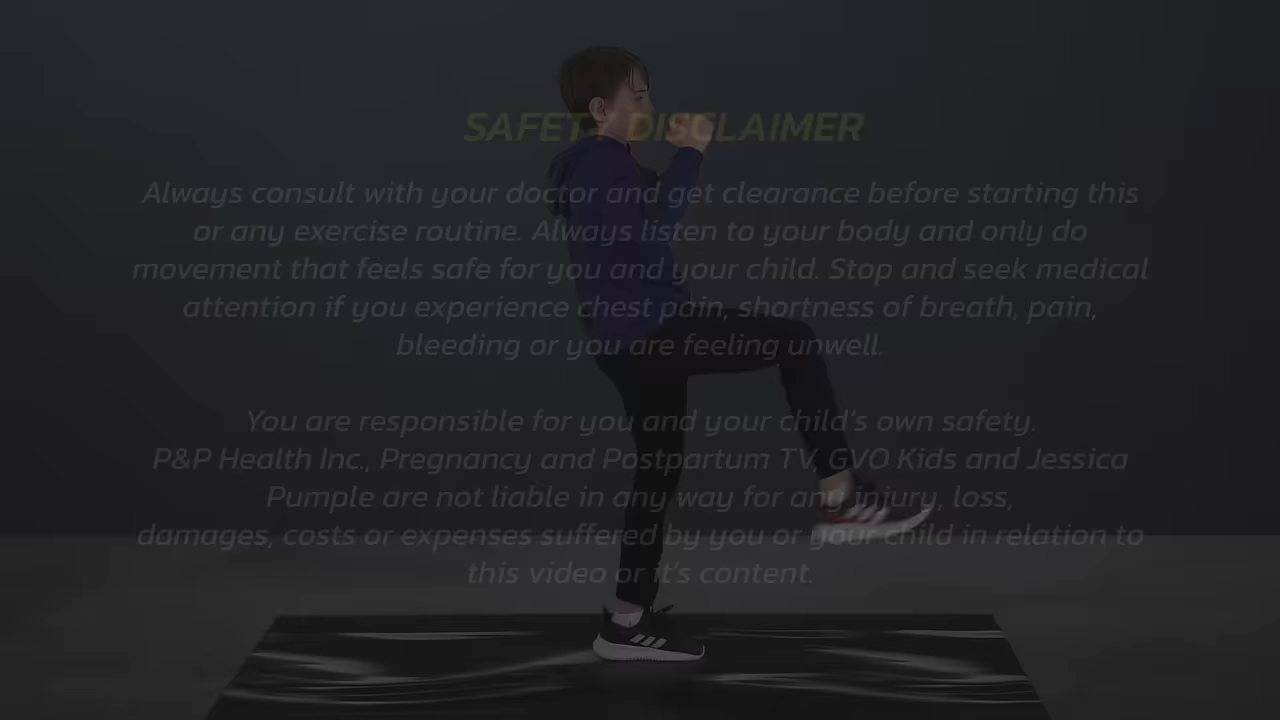 SAFETY DISCLAIMER
Always consult with your doctor and get clearance before starting this
or any exercise routine. Always listen to your body and only do
movement that feels safe for you and your child. Stop and seek medical
attention if you experience chest pain, shortness of breath, pain,
bleeding or you are feeling unwell.
You are responsible for you and your child's own safety.
P&P Health Inc., Pregnancy and Postpartum TV, GVO Kids and Jessica
Pumple are not liable in any way for any injury, loss,
damages, costs or expenses suffered by you or your child in relation to
this video or it's content.